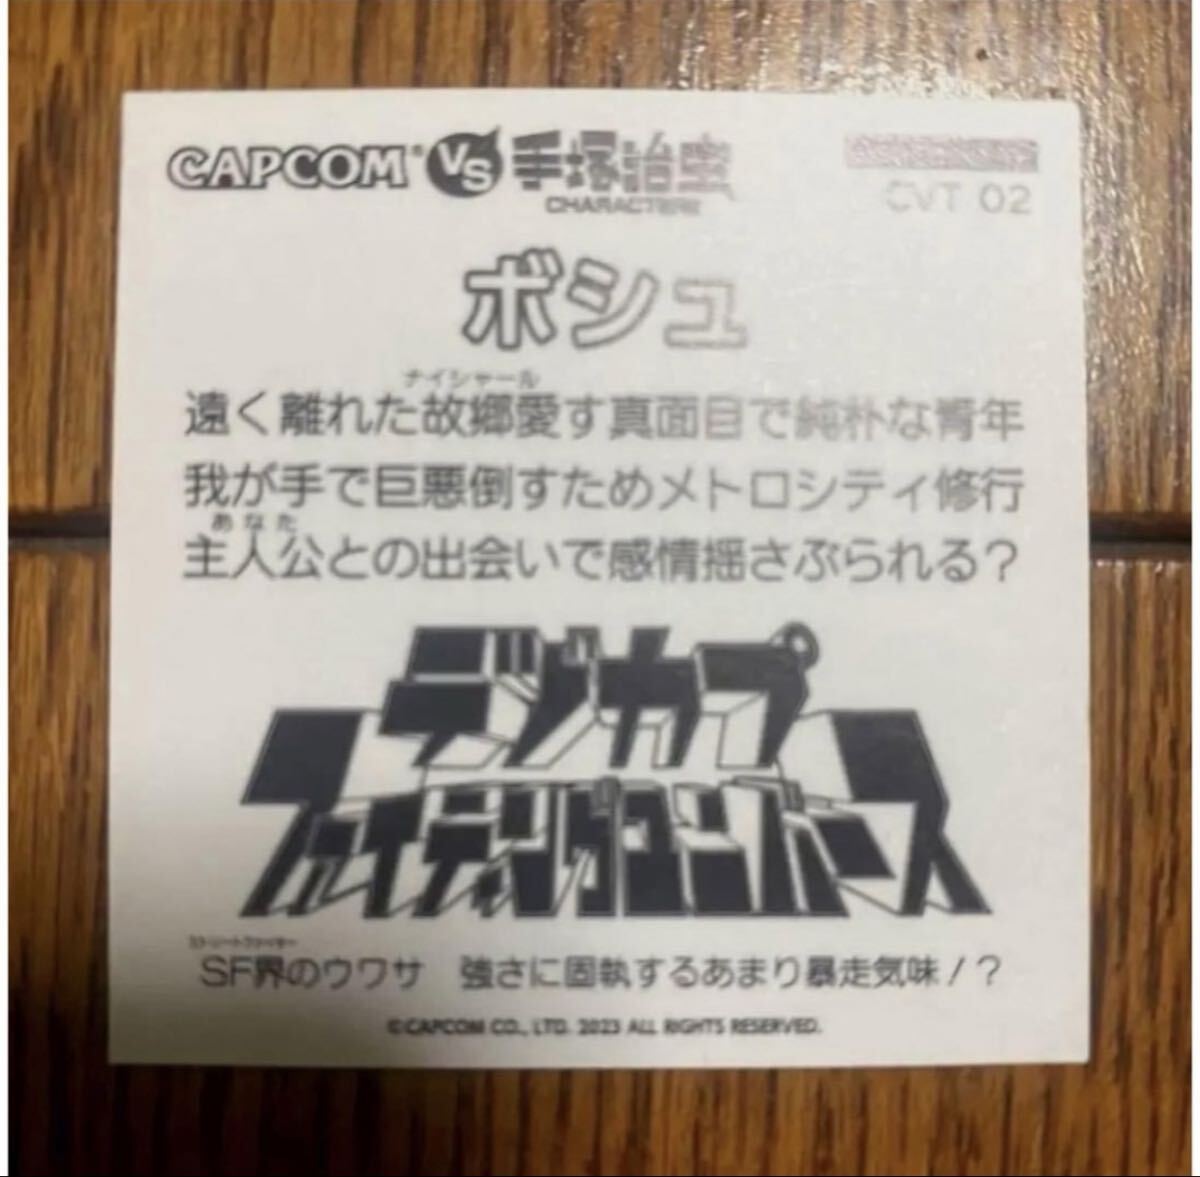 CAPCOM VS 手塚治虫
CHARACTERS
CVT 02
ボシュ
ナイシャール
遠く離れた故郷愛す真面目で純朴な青年
我が手で巨悪倒すためメトロシティ修行
あなた
主人公との出会いで感情揺さぶられる?
デジカプ
ファイティングユニバース
ストリートファイター
SF界のウワサ 強さに固執するあまり暴走気味!?
©CAPCOM CO., LTD. 2023 ALL RIGHTS RESERVED.